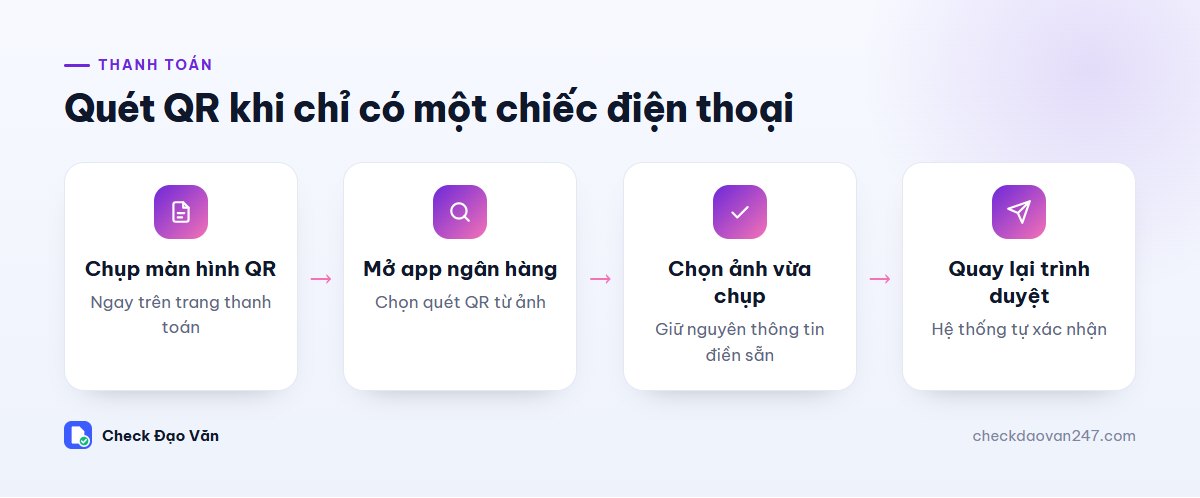 THANH TOÁN
Quét QR khi chỉ có một chiếc điện thoại
Chụp màn hình QR
Ngay trên trang thanh
toán
Mở app ngân hàng
Chọn quét QR từ ảnh
Chọn ảnh vừa
chụp
Giữ nguyên thông tin
điền sẵn
Quay lại trình
duyệt
Hệ thống tự xác nhận
Check Đạo Văn
checkdaovan247.com